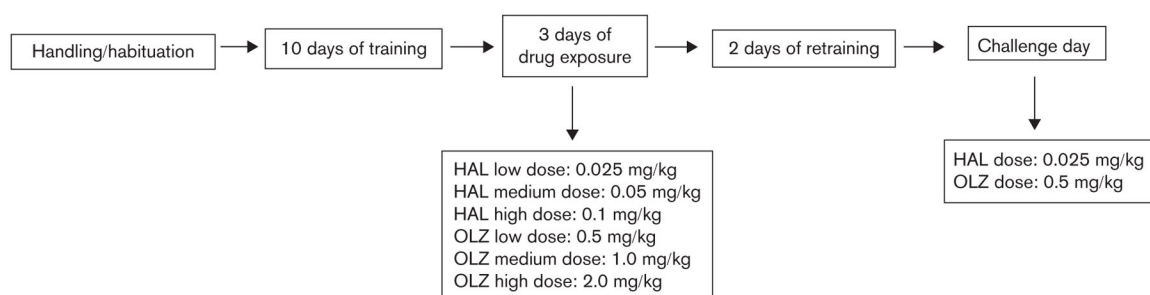 Handling/habituation
10 days of training
3 days of
drug exposure
2 days of retraining
Challenge day
HAL low dose: 0.025 mg/kg
HAL medium dose: 0.05 mg/kg
HAL high dose: 0.1 mg/kg
OLZ low dose: 0.5 mg/kg
OLZ medium dose: 1.0 mg/kg
OLZ high dose: 2.0 mg/kg
HAL dose: 0.025 mg/kg
OLZ dose: 0.5 mg/kg